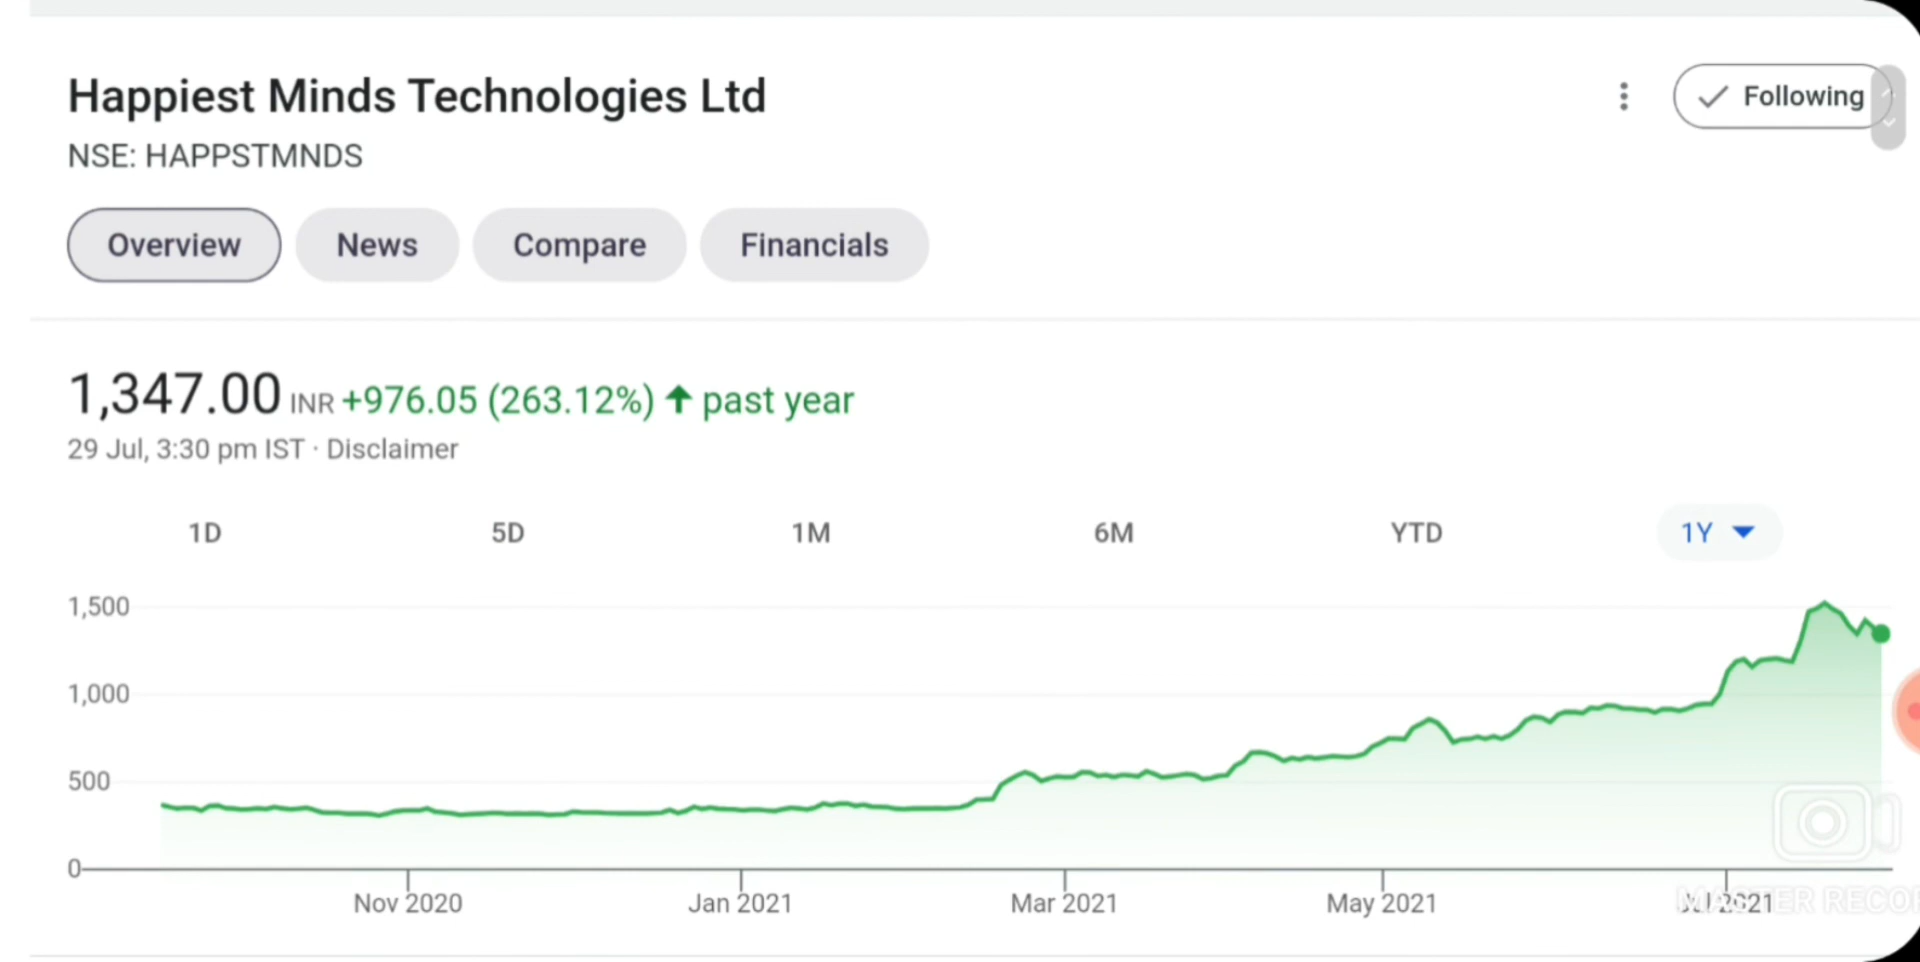 Happiest Minds Technologies Ltd
Following
NSE: HAPPSTMNDS
Overview
News
Compare
Financials
1,347.00 INR +976.05 (263.12%) ↑ past year
29 Jul, 3:30 pm IST · Disclaimer
1D
5D
1M
6M
YTD
1Y
1,500
1,000
500
0
Nov 2020
Jan 2021
Mar 2021
May 2021
Jul 2021